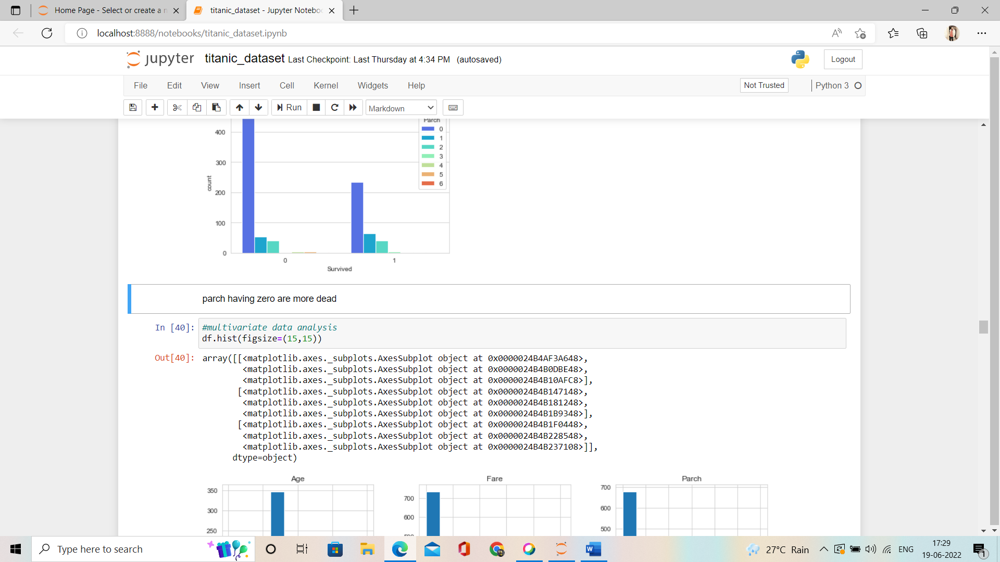 Home Page - Select or create a n
titanic_dataset - Jupyter Notebo
localhost:8888/notebooks/titanic_dataset.ipynb
jupyter titanic_dataset Last Checkpoint: Last Thursday at 4:34 PM (autosaved)
Logout
File Edit View Insert Cell Kernel Widgets Help
Not Trusted
Python 3
Run
Markdown
Parch
0
1
2
3
4
5
6
400
300
200
100
0
count
0 1
Survived
parch having zero are more dead
In [40]: #multivariate data analysis
df.hist(figsize=(15,15))
Out[40]: array([[<matplotlib.axes._subplots.AxesSubplot object at 0x0000024B4AF3A648>,
<matplotlib.axes._subplots.AxesSubplot object at 0x0000024B4B0DBE48>,
<matplotlib.axes._subplots.AxesSubplot object at 0x0000024B4B10AFC8>],
[<matplotlib.axes._subplots.AxesSubplot object at 0x0000024B4B147148>,
<matplotlib.axes._subplots.AxesSubplot object at 0x0000024B4B181248>,
<matplotlib.axes._subplots.AxesSubplot object at 0x0000024B4B1B9348>],
[<matplotlib.axes._subplots.AxesSubplot object at 0x0000024B4B1F0448>,
<matplotlib.axes._subplots.AxesSubplot object at 0x0000024B4B228548>,
<matplotlib.axes._subplots.AxesSubplot object at 0x0000024B4B237108>]],
dtype=object)
Age
350
300
250
Fare
700
600
Parch
700
600
500
Type here to search
27°C Rain
ENG
17:29
19-06-2022
1